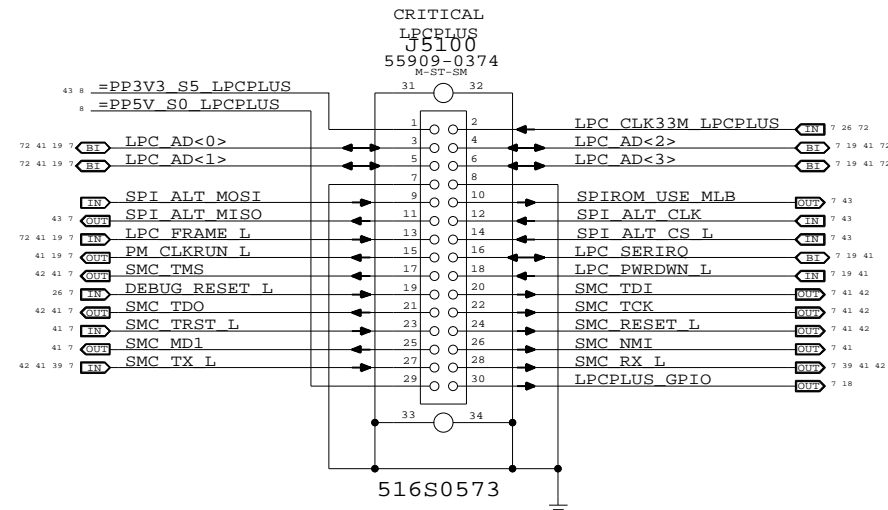 CRITICAL
LPCPLUS
J5100
55909-0374
M-ST-SM
31 32
43 8 =PP3V3_S5_LPCPLUS
8 =PP5V_S0_LPCPLUS
1 2 LPC_CLK33M_LPCPLUS IN 7 26 72
72 41 19 7 BI LPC_AD<0> 3 4 LPC_AD<2> BI 7 19 41 72
72 41 19 7 BI LPC_AD<1> 5 6 LPC_AD<3> BI 7 19 41 72
7 8
IN SPI_ALT_MOSI 9 10 SPIROM_USE_MLB OUT 7 43
43 7 OUT SPI_ALT_MISO 11 12 SPI_ALT_CLK IN 7 43
72 41 19 7 IN LPC_FRAME_L 13 14 SPI_ALT_CS_L IN 7 43
41 19 7 OUT PM_CLKRUN_L 15 16 LPC_SERIRQ BI 7 19 41
42 41 7 OUT SMC_TMS 17 18 LPC_PWRDWN_L IN 7 19 41
26 7 IN DEBUG_RESET_L 19 20 SMC_TDI OUT 7 41 42
42 41 7 OUT SMC_TDO 21 22 SMC_TCK OUT 7 41 42
41 7 IN SMC_TRST_L 23 24 SMC_RESET_L OUT 7 41 42
41 7 OUT SMC_MD1 25 26 SMC_NMI OUT 7 41
42 41 39 7 IN SMC_TX_L 27 28 SMC_RX_L OUT 7 39 41 42
29 30 LPCPLUS_GPIO OUT 7 18
33 34
516S0573